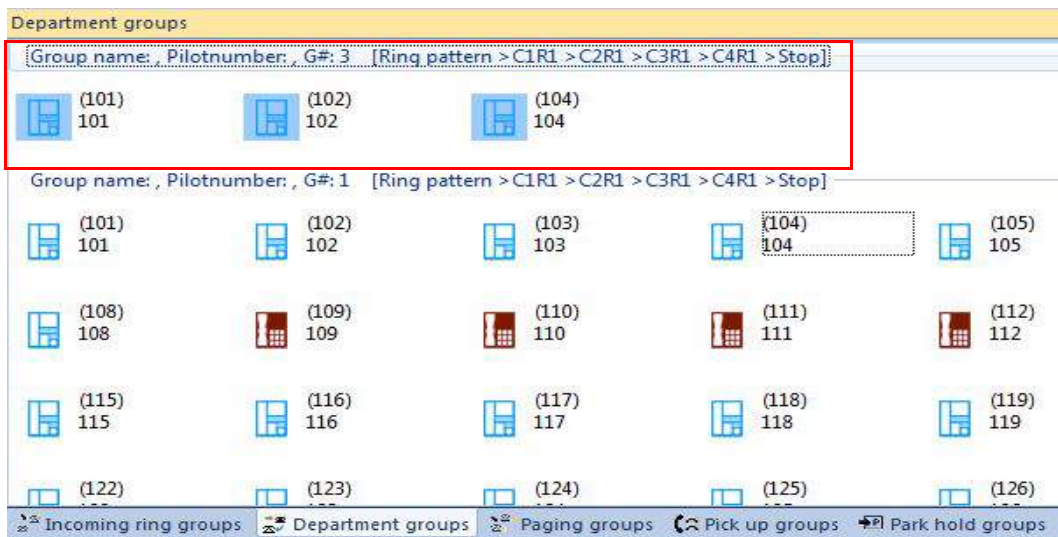 Department groups
Group name: , Pilotnumber: , G#: 3 [Ring pattern > C1R1 > C2R1 > C3R1 > C4R1 > Stop]
(101) (102) (104)
101 102 104
Group name: , Pilotnumber: , G#: 1 [Ring pattern > C1R1 > C2R1 > C3R1 > C4R1 > Stop]
(101) (102) (103) (104) (105)
101 102 103 104 105
(108) (109) (110) (111) (112)
108 109 110 111 112
(115) (116) (117) (118) (119)
115 116 117 118 119
(122) (123) (124) (125) (126)
Incoming ring groups Department groups Paging groups Pick up groups Park hold groups